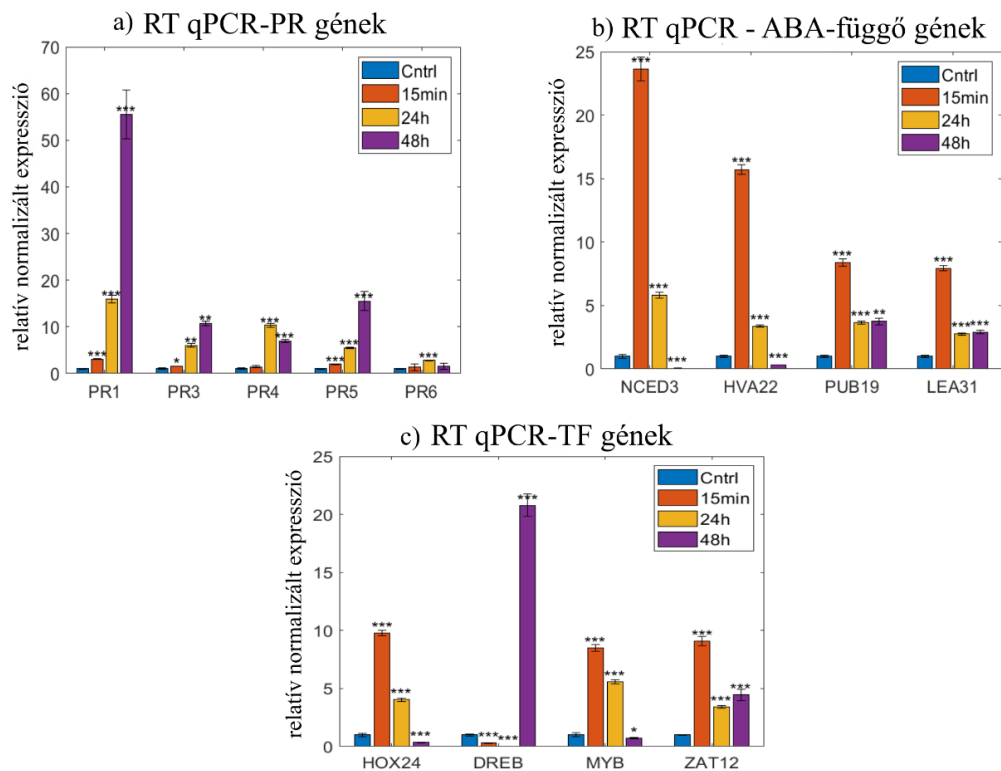 a) RT qPCR-PR gének
relatív normalizált expresszió
70
60
50
40
30
20
10
0
Cntrl
15min
24h
48h
***
***
***
*
**
**
***
***
***
***
***
***
PR1 PR3 PR4 PR5 PR6
b) RT qPCR - ABA-függő gének
relatív normalizált expresszió
25
20
15
10
5
0
Cntrl
15min
24h
48h
***
***
***
***
***
***
***
***
**
***
***
***
NCED3 HVA22 PUB19 LEA31
c) RT qPCR-TF gének
relatív normalizált expresszió
25
20
15
10
5
0
Cntrl
15min
24h
48h
***
***
***
***
***
***
***
***
*
***
***
***
HOX24 DREB MYB ZAT12